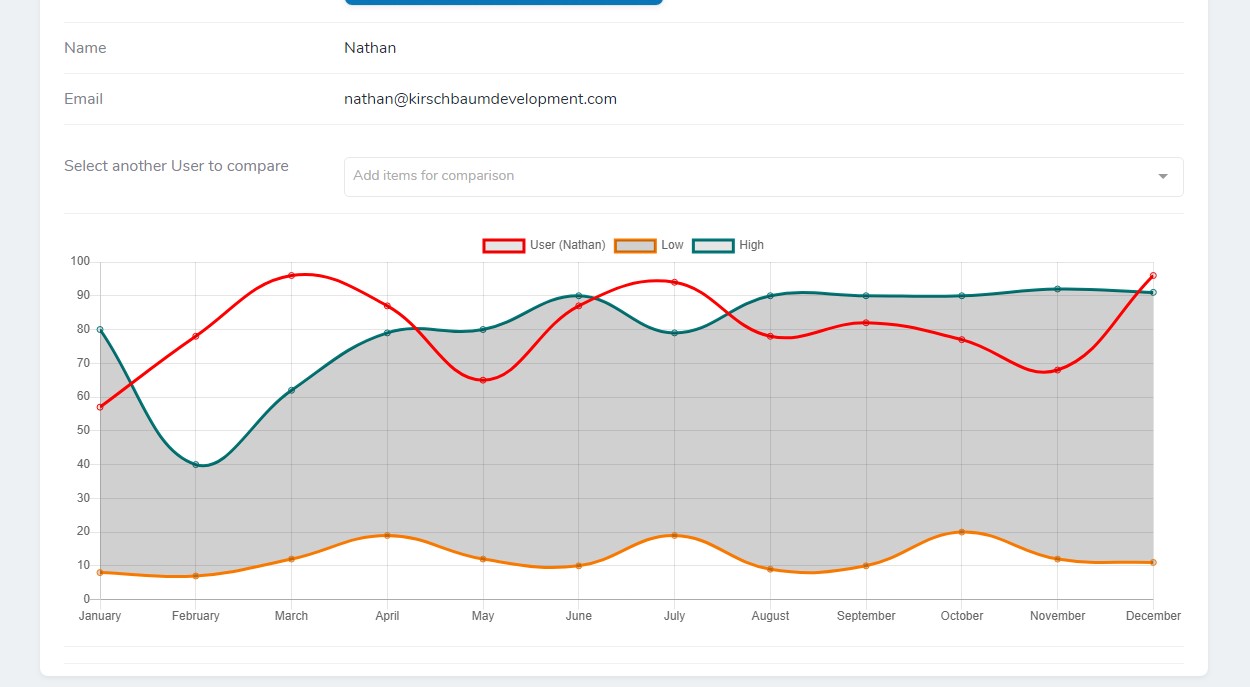 Name Nathan
Email nathan@kirschbaumdevelopment.com
Select another User to compare Add items for comparison
User (Nathan) Low High
100
90
80
70
60
50
40
30
20
10
0
January February March April May June July August September October November December